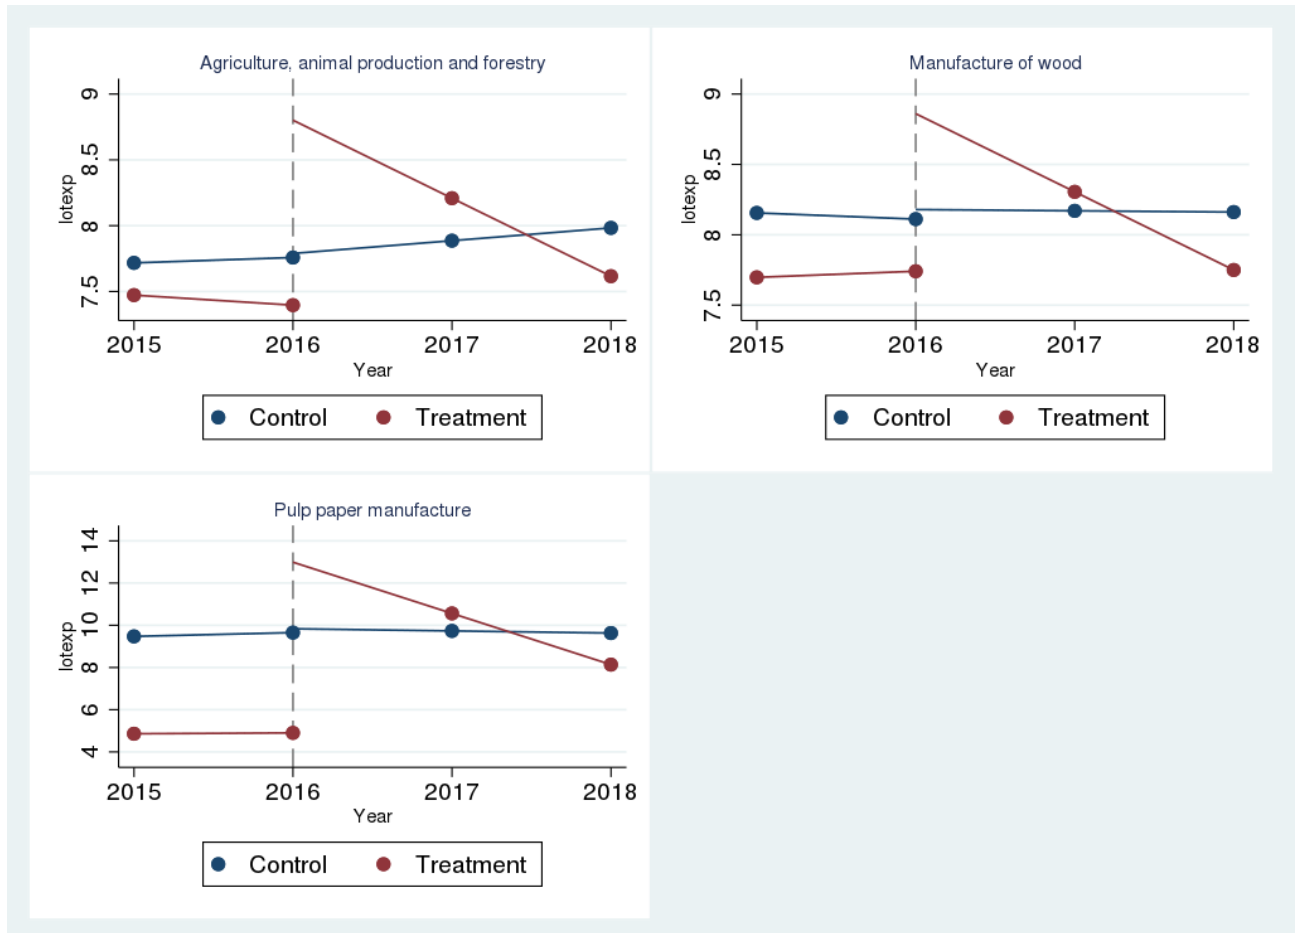 Agriculture, animal production and forestry
9
8.5
8
7.5
lotexp
2015 2016 2017 2018
Year
Control Treatment
Manufacture of wood
9
8.5
8
7.5
lotexp
2015 2016 2017 2018
Year
Control Treatment
Pulp paper manufacture
14
12
10
8
6
4
lotexp
2015 2016 2017 2018
Year
Control Treatment